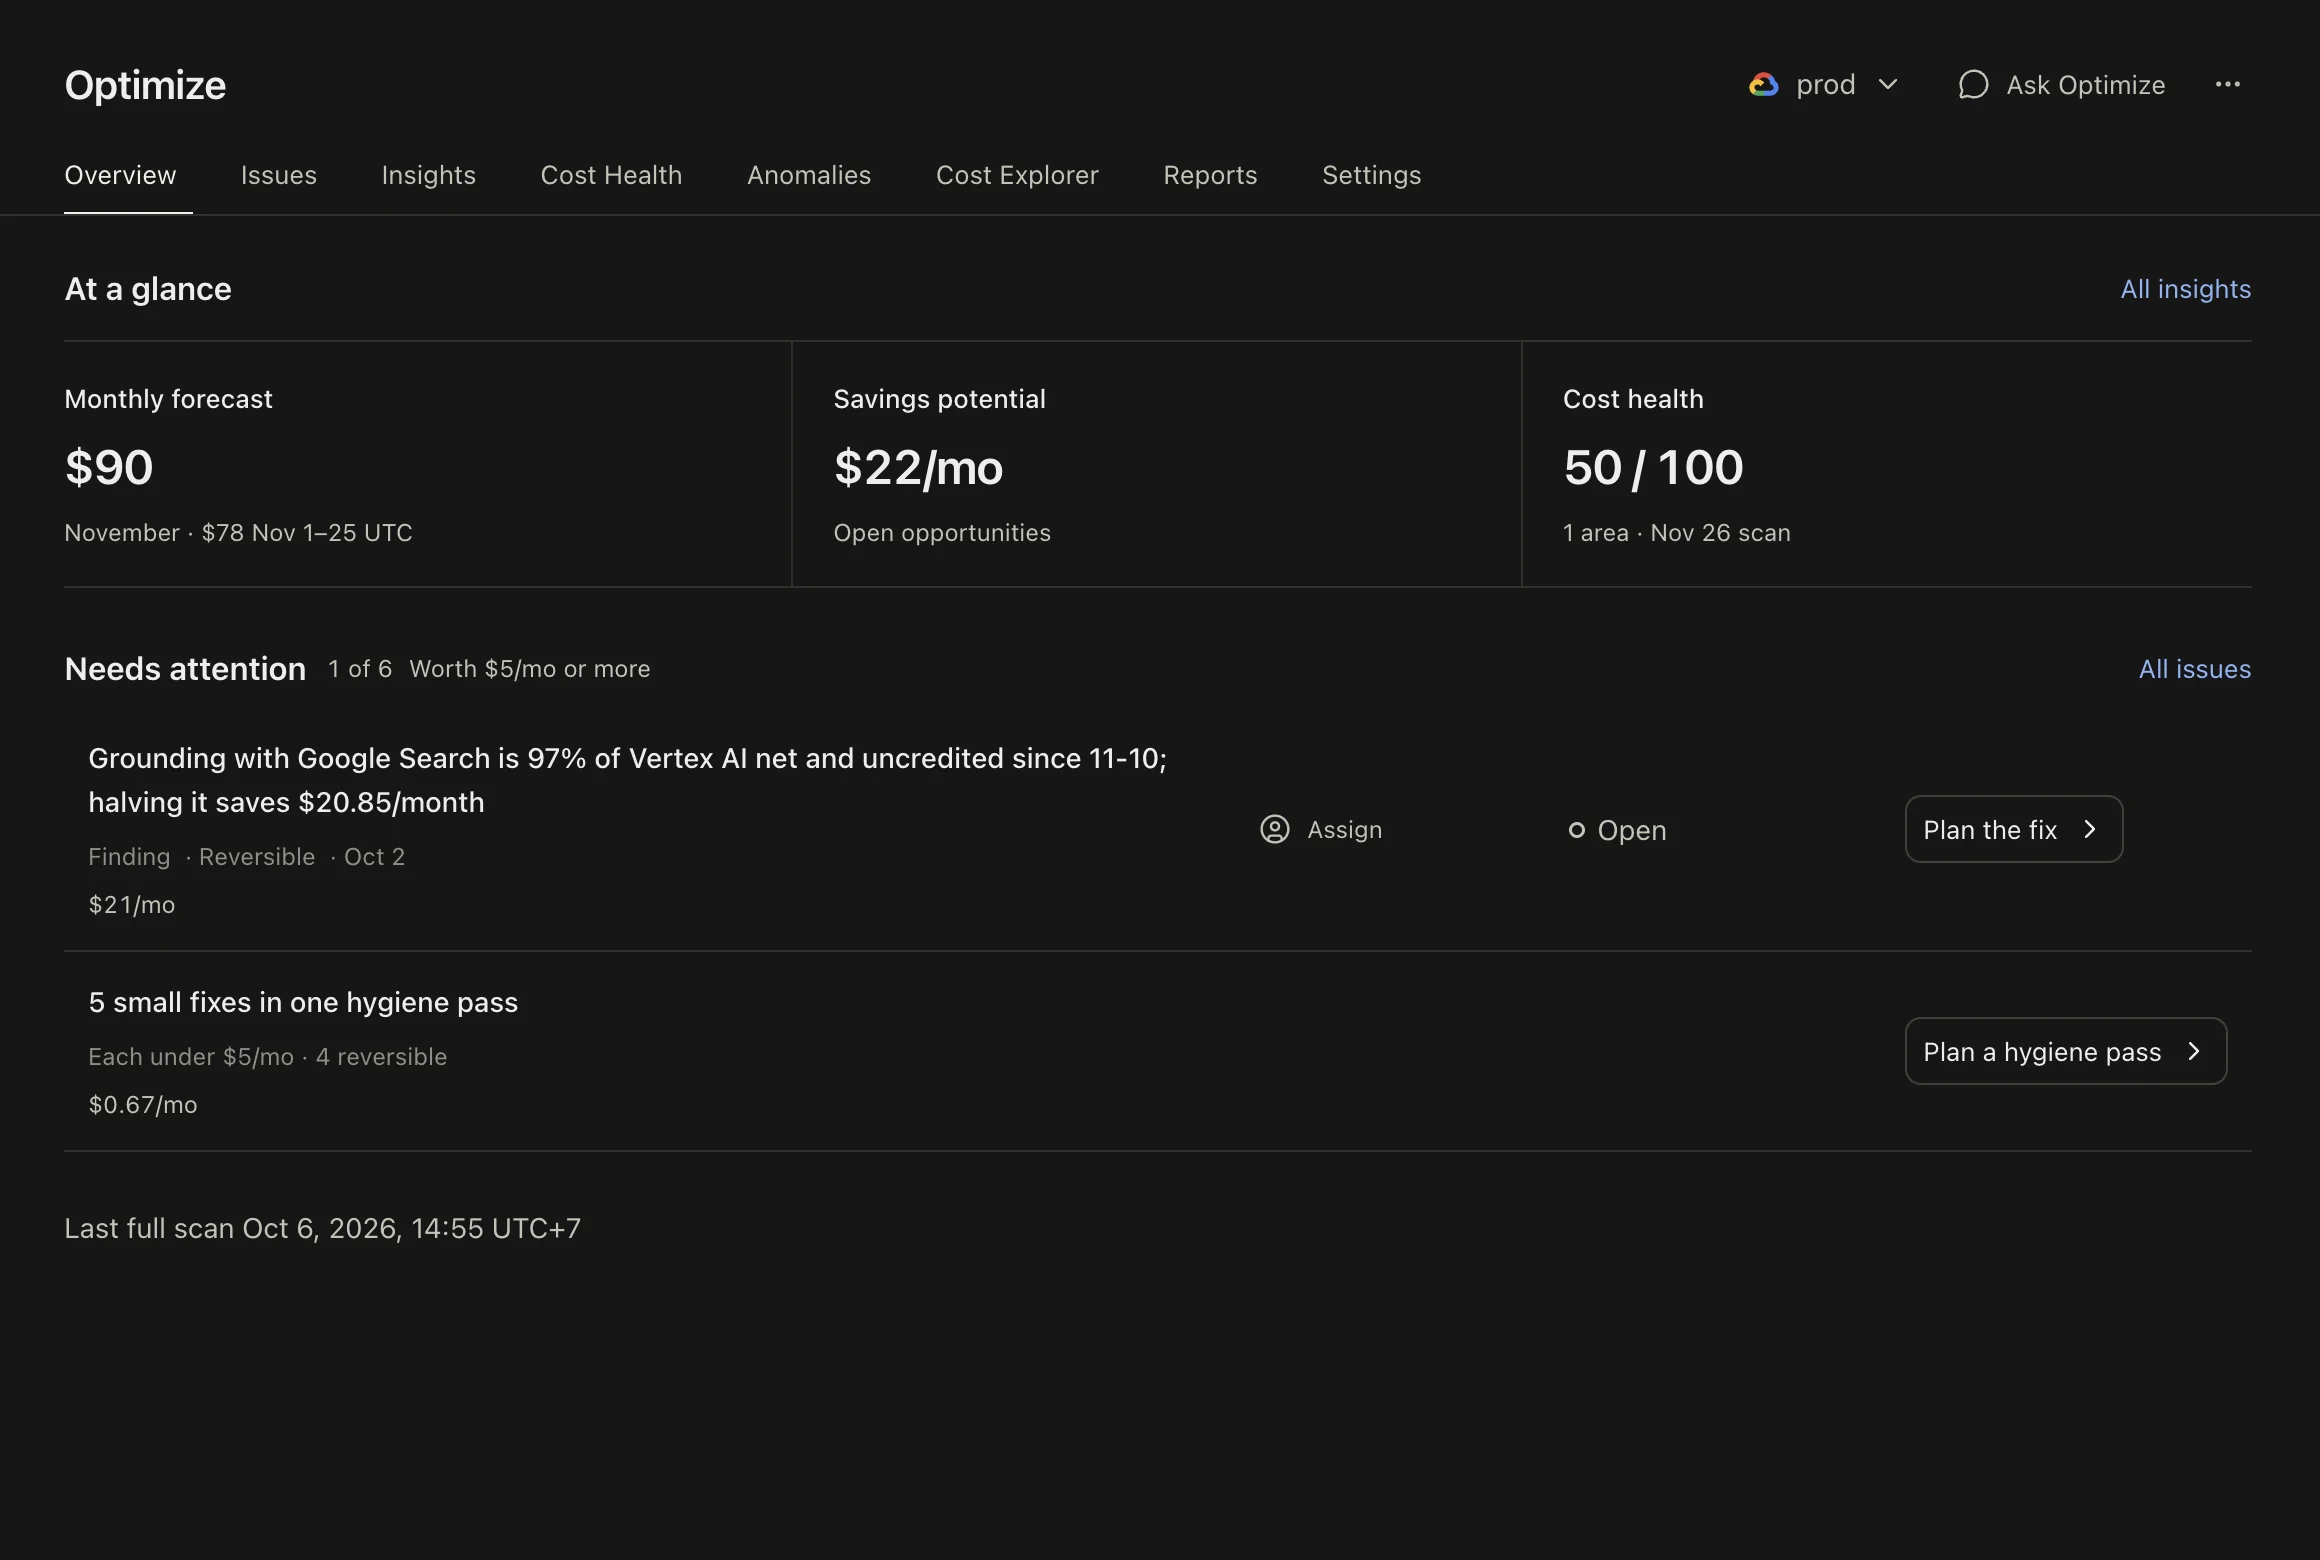 Optimize
prod
Ask Optimize
Overview
Issues
Insights
Cost Health
Anomalies
Cost Explorer
Reports
Settings
At a glance
All insights
Monthly forecast
$90
November · $78 Nov 1–25 UTC
Savings potential
$22/mo
Open opportunities
Cost health
50 / 100
1 area · Nov 26 scan
Needs attention 1 of 6 Worth $5/mo or more
All issues
Grounding with Google Search is 97% of Vertex AI net and uncredited since 11-10;
halving it saves $20.85/month
Finding · Reversible · Oct 2
$21/mo
Assign
Open
Plan the fix
5 small fixes in one hygiene pass
Each under $5/mo · 4 reversible
$0.67/mo
Plan a hygiene pass
Last full scan Oct 6, 2026, 14:55 UTC+7